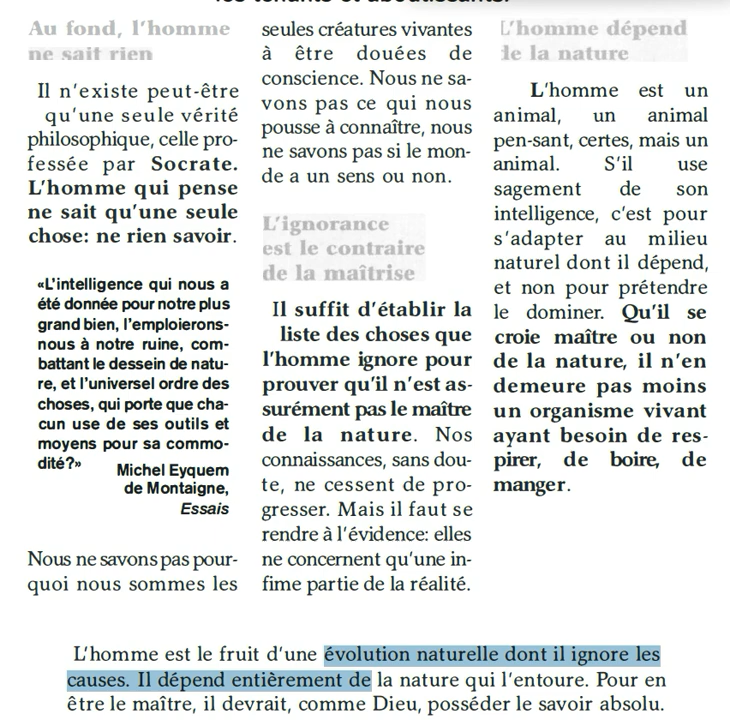 les tenants et aboutissants.
Au fond, l'homme
ne sait rien
Il n'existe peut-être
qu'une seule vérité
philosophique, celle pro-
fessée par Socrate.
L'homme qui pense
ne sait qu'une seule
chose: ne rien savoir.
«L'intelligence qui nous a
été donnée pour notre plus
grand bien, l'emploierons-
nous à notre ruine, com-
battant le dessein de natu-
re, et l'universel ordre des
choses, qui porte que cha-
cun use de ses outils et
moyens pour sa commo-
dité?»
Michel Eyquem
de Montaigne,
Essais
Nous ne savons pas pour-
quoi nous sommes les
seules créatures vivantes
à être douées de
conscience. Nous ne sa-
vons pas ce qui nous
pousse à connaître, nous
ne savons pas si le mon-
de a un sens ou non.
L'ignorance
est le contraire
de la maîtrise
Il suffit d'établir la
liste des choses que
l'homme ignore pour
prouver qu'il n'est as-
surément pas le maître
de la nature. Nos
connaissances, sans dou-
te, ne cessent de pro-
gresser. Mais il faut se
rendre à l'évidence: elles
ne concernent qu'une in-
fime partie de la réalité.
L'homme dépend
de la nature
L'homme est un
animal, un animal
pen-sant, certes, mais un
animal. S'il use
sagement de son
intelligence, c'est pour
s'adapter au milieu
naturel dont il dépend,
et non pour prétendre
le dominer. Qu'il se
croie maître ou non
de la nature, il n'en
demeure pas moins
un organisme vivant
ayant besoin de res-
pirer, de boire, de
manger.
L'homme est le fruit d'une évolution naturelle dont il ignore les
causes. Il dépend entièrement de la nature qui l'entoure. Pour en
être le maître, il devrait, comme Dieu, posséder le savoir absolu.